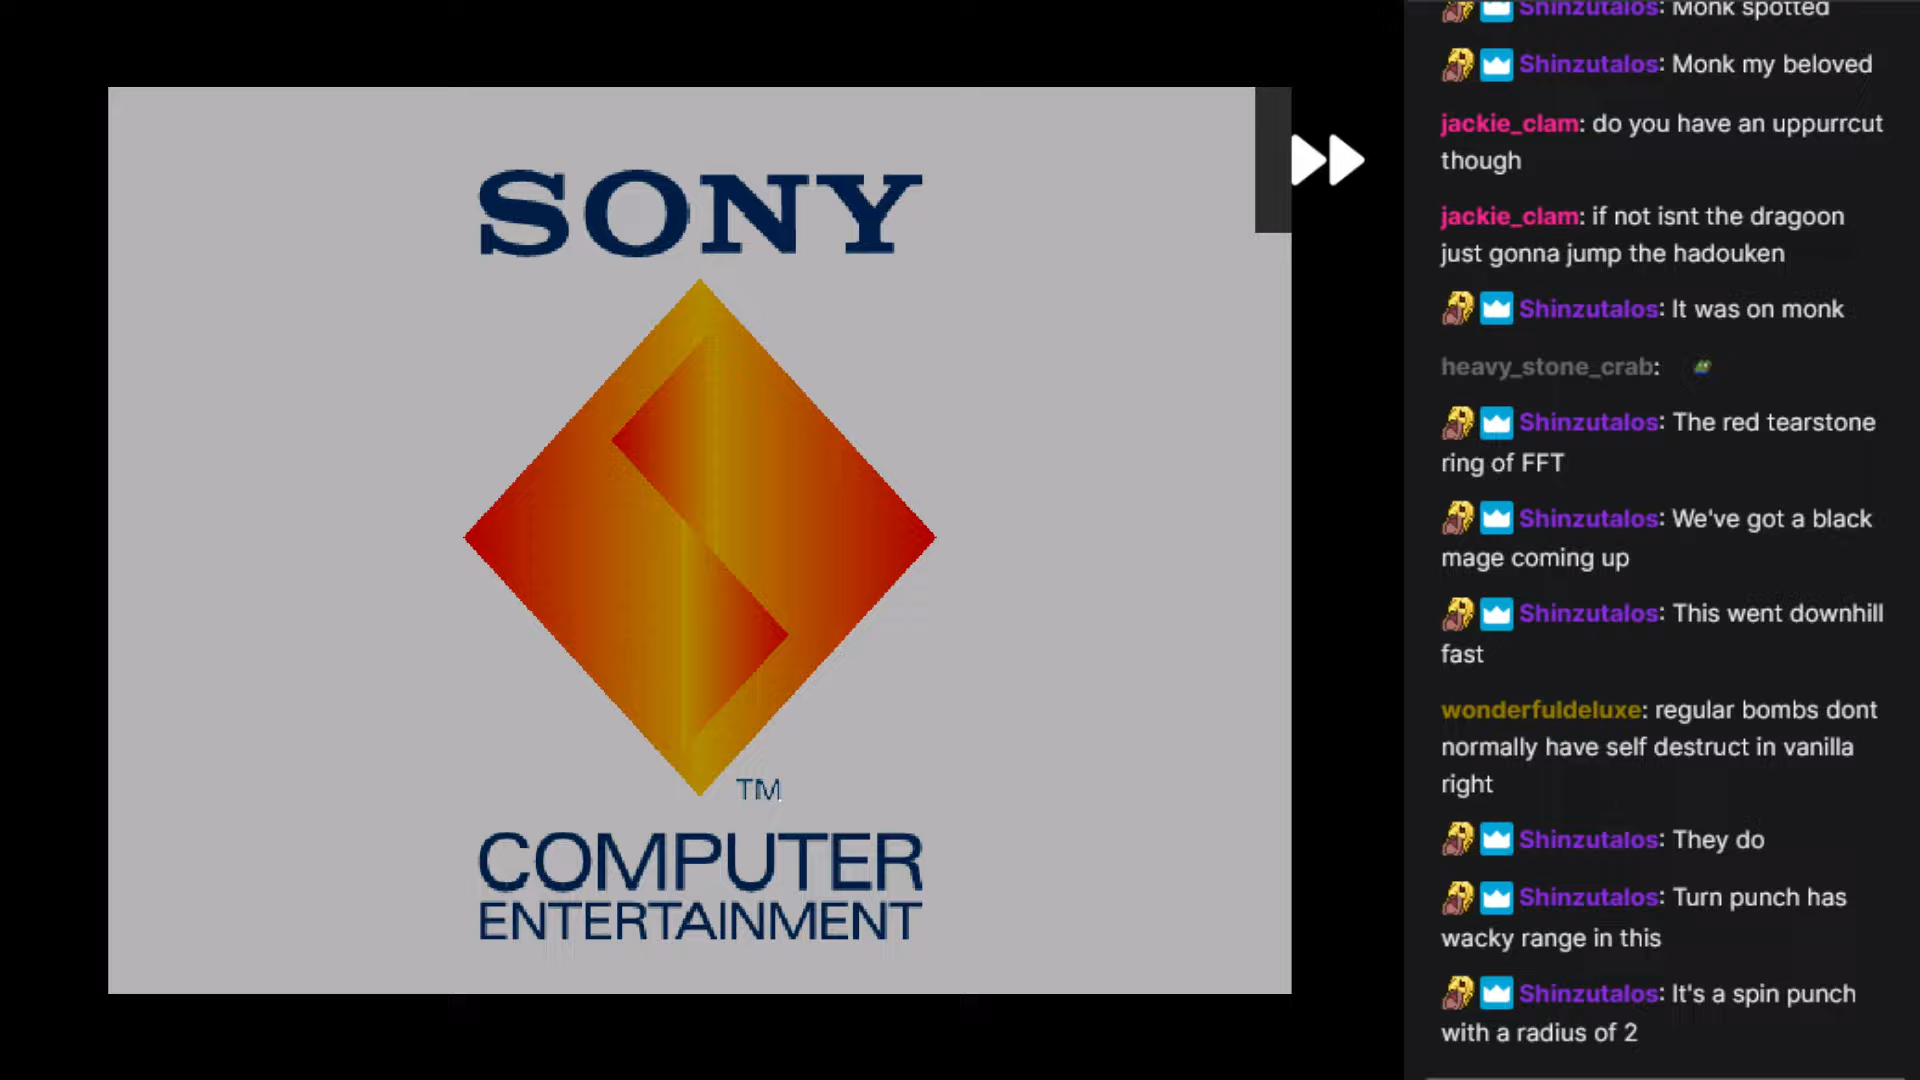 SONY
TM
COMPUTER
ENTERTAINMENT
Shinzutalos: Monk spotted
Shinzutalos: Monk my beloved
jackie_clam: do you have an uppurrcut
though
jackie_clam: if not isnt the dragoon
just gonna jump the hadouken
Shinzutalos: It was on monk
heavy_stone_crab:
Shinzutalos: The red tearstone
ring of FFT
Shinzutalos: We've got a black
mage coming up
Shinzutalos: This went downhill
fast
wonderfuldeluxe: regular bombs dont
normally have self destruct in vanilla
right
Shinzutalos: They do
Shinzutalos: Turn punch has
wacky range in this
Shinzutalos: It's a spin punch
with a radius of 2